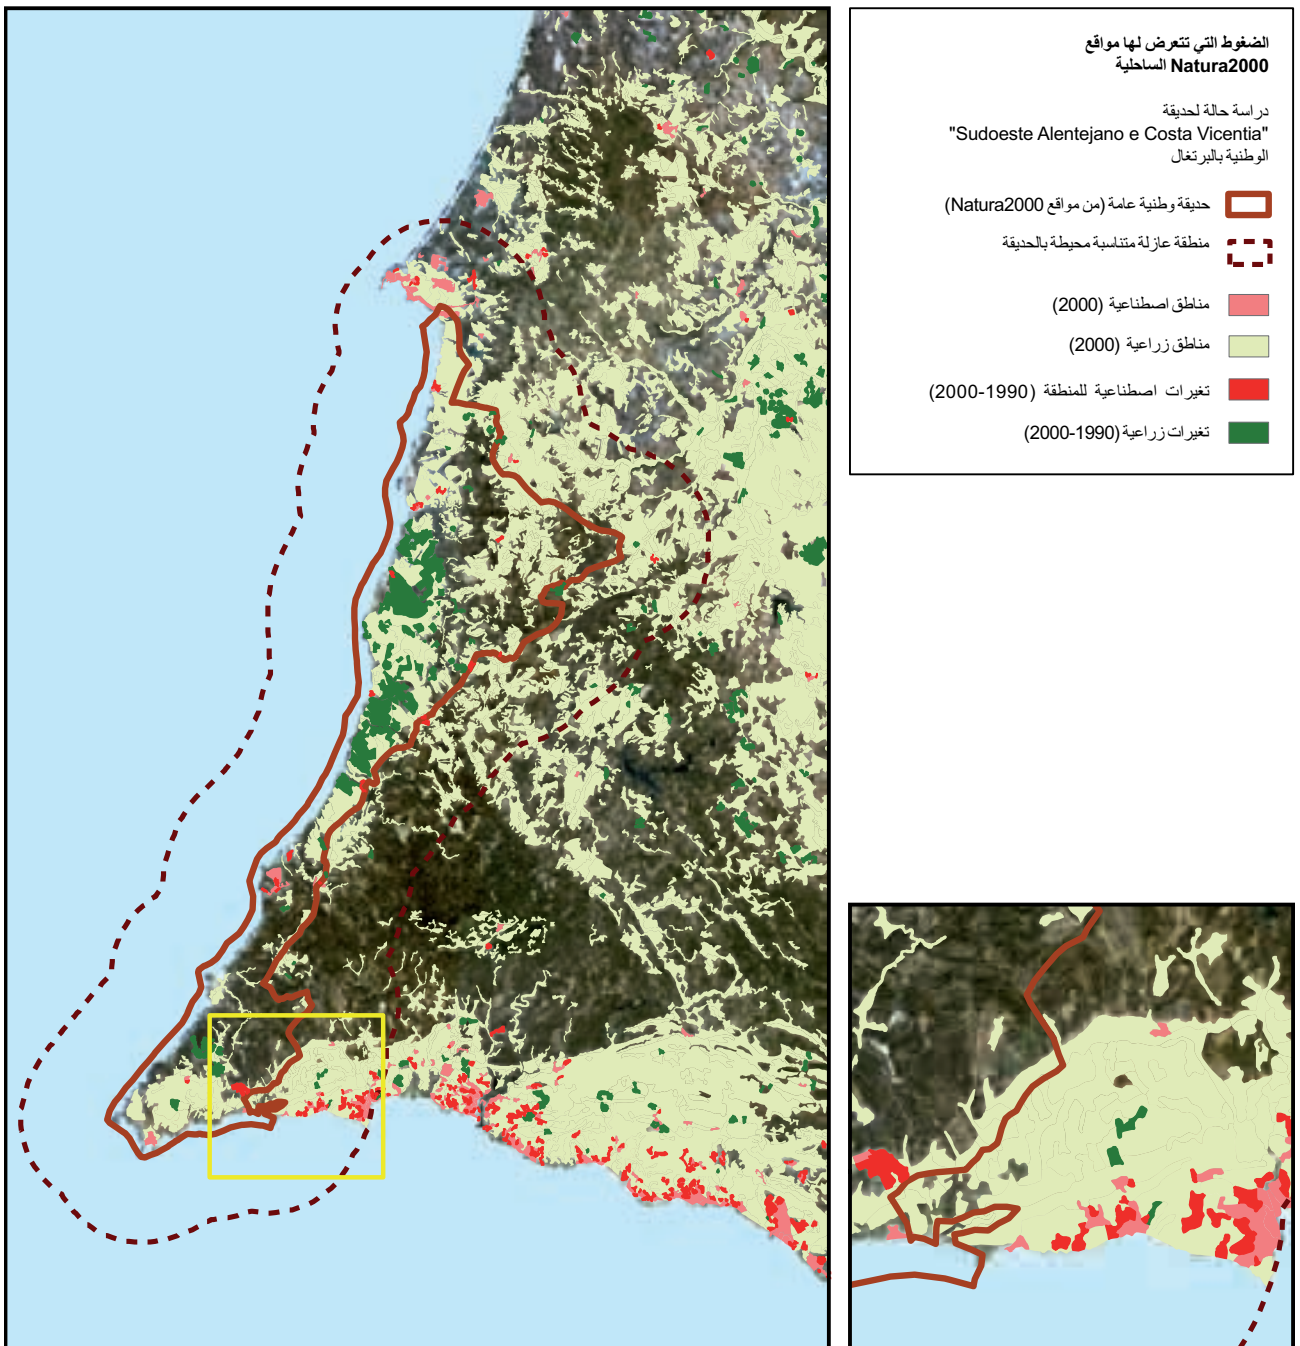 الضغوط التي تتعرض لها مواقع
Natura2000 الساحلية
دراسة حالة لحديقة
"Sudoeste Alentejano e Costa Vicentia"
الوطنية بالبرتغال
حديقة وطنية عامة (من مواقع Natura2000)
منطقة عازلة متناسبة محيطة بالحديقة
مناطق اصطناعية (2000)
مناطق زراعية (2000)
تغيرات اصطناعية للمنطقة (1990-2000)
تغيرات زراعية (1990-2000)